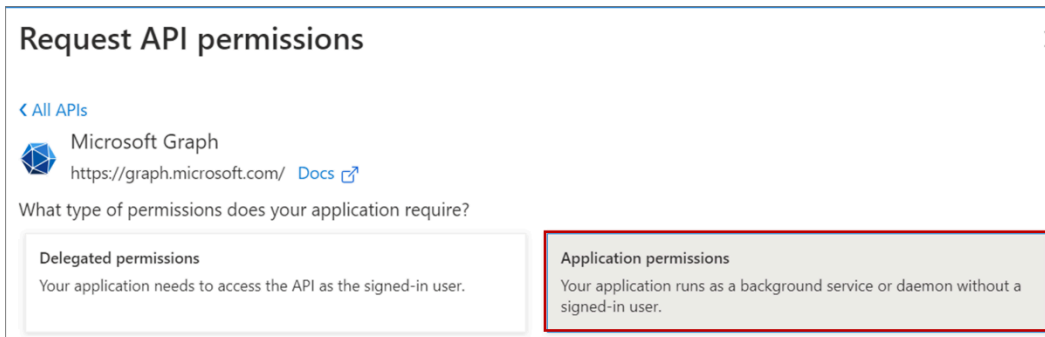 Request API permissions
All APIs
Microsoft Graph
https://graph.microsoft.com/ Docs
What type of permissions does your application require?
Delegated permissions
Your application needs to access the API as the signed-in user.
Application permissions
Your application runs as a background service or daemon without a
signed-in user.